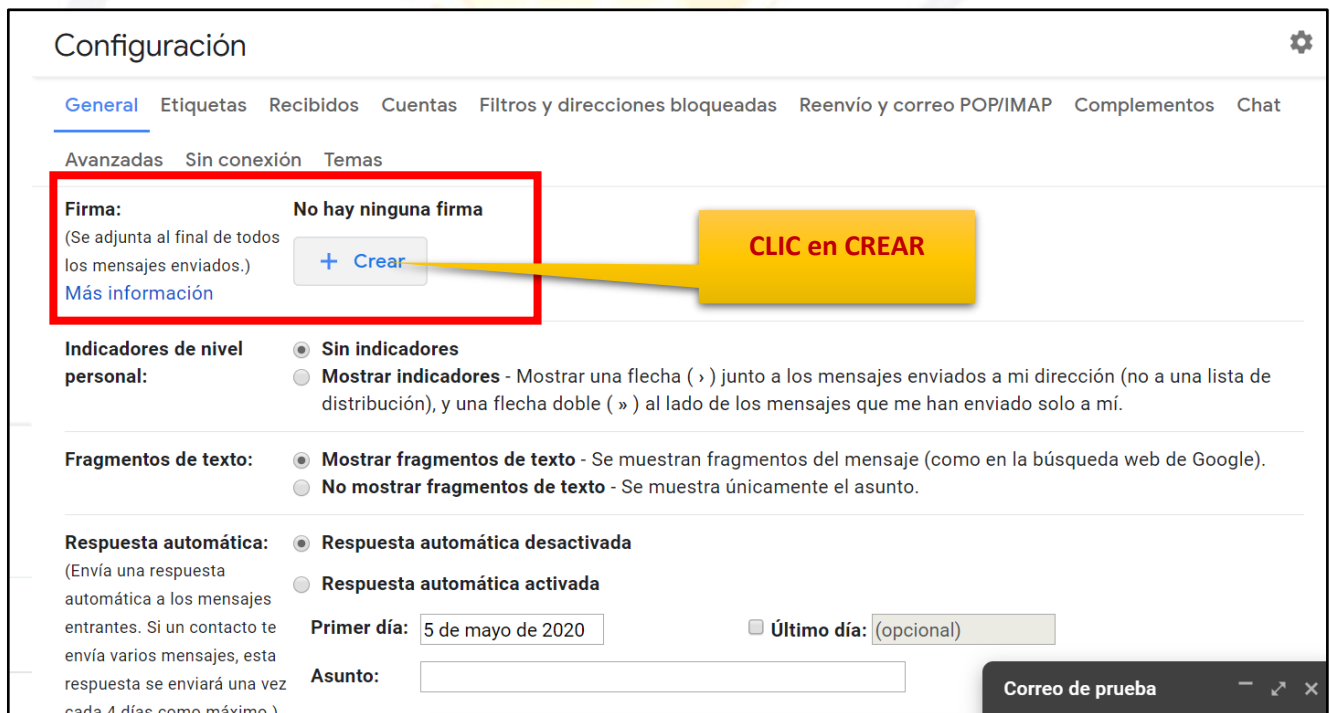 Configuración
General Etiquetas Recibidos Cuentas Filtros y direcciones bloqueadas Reenvío y correo POP/IMAP Complementos Chat
Avanzadas Sin conexión Temas
Firma:
(Se adjunta al final de todos
los mensajes enviados.)
Más información
No hay ninguna firma
+ Crear
CLIC en CREAR
Indicadores de nivel
personal:
Sin indicadores
Mostrar indicadores - Mostrar una flecha ( › ) junto a los mensajes enviados a mi dirección (no a una lista de
distribución), y una flecha doble ( » ) al lado de los mensajes que me han enviado solo a mí.
Fragmentos de texto:
Mostrar fragmentos de texto - Se muestran fragmentos del mensaje (como en la búsqueda web de Google).
No mostrar fragmentos de texto - Se muestra únicamente el asunto.
Respuesta automática:
(Envía una respuesta
automática a los mensajes
entrantes. Si un contacto te
envía varios mensajes, esta
respuesta se enviará una vez
cada 4 días como máximo.)
Respuesta automática desactivada
Respuesta automática activada
Primer día: 5 de mayo de 2020 Último día: (opcional)
Asunto:
Correo de prueba